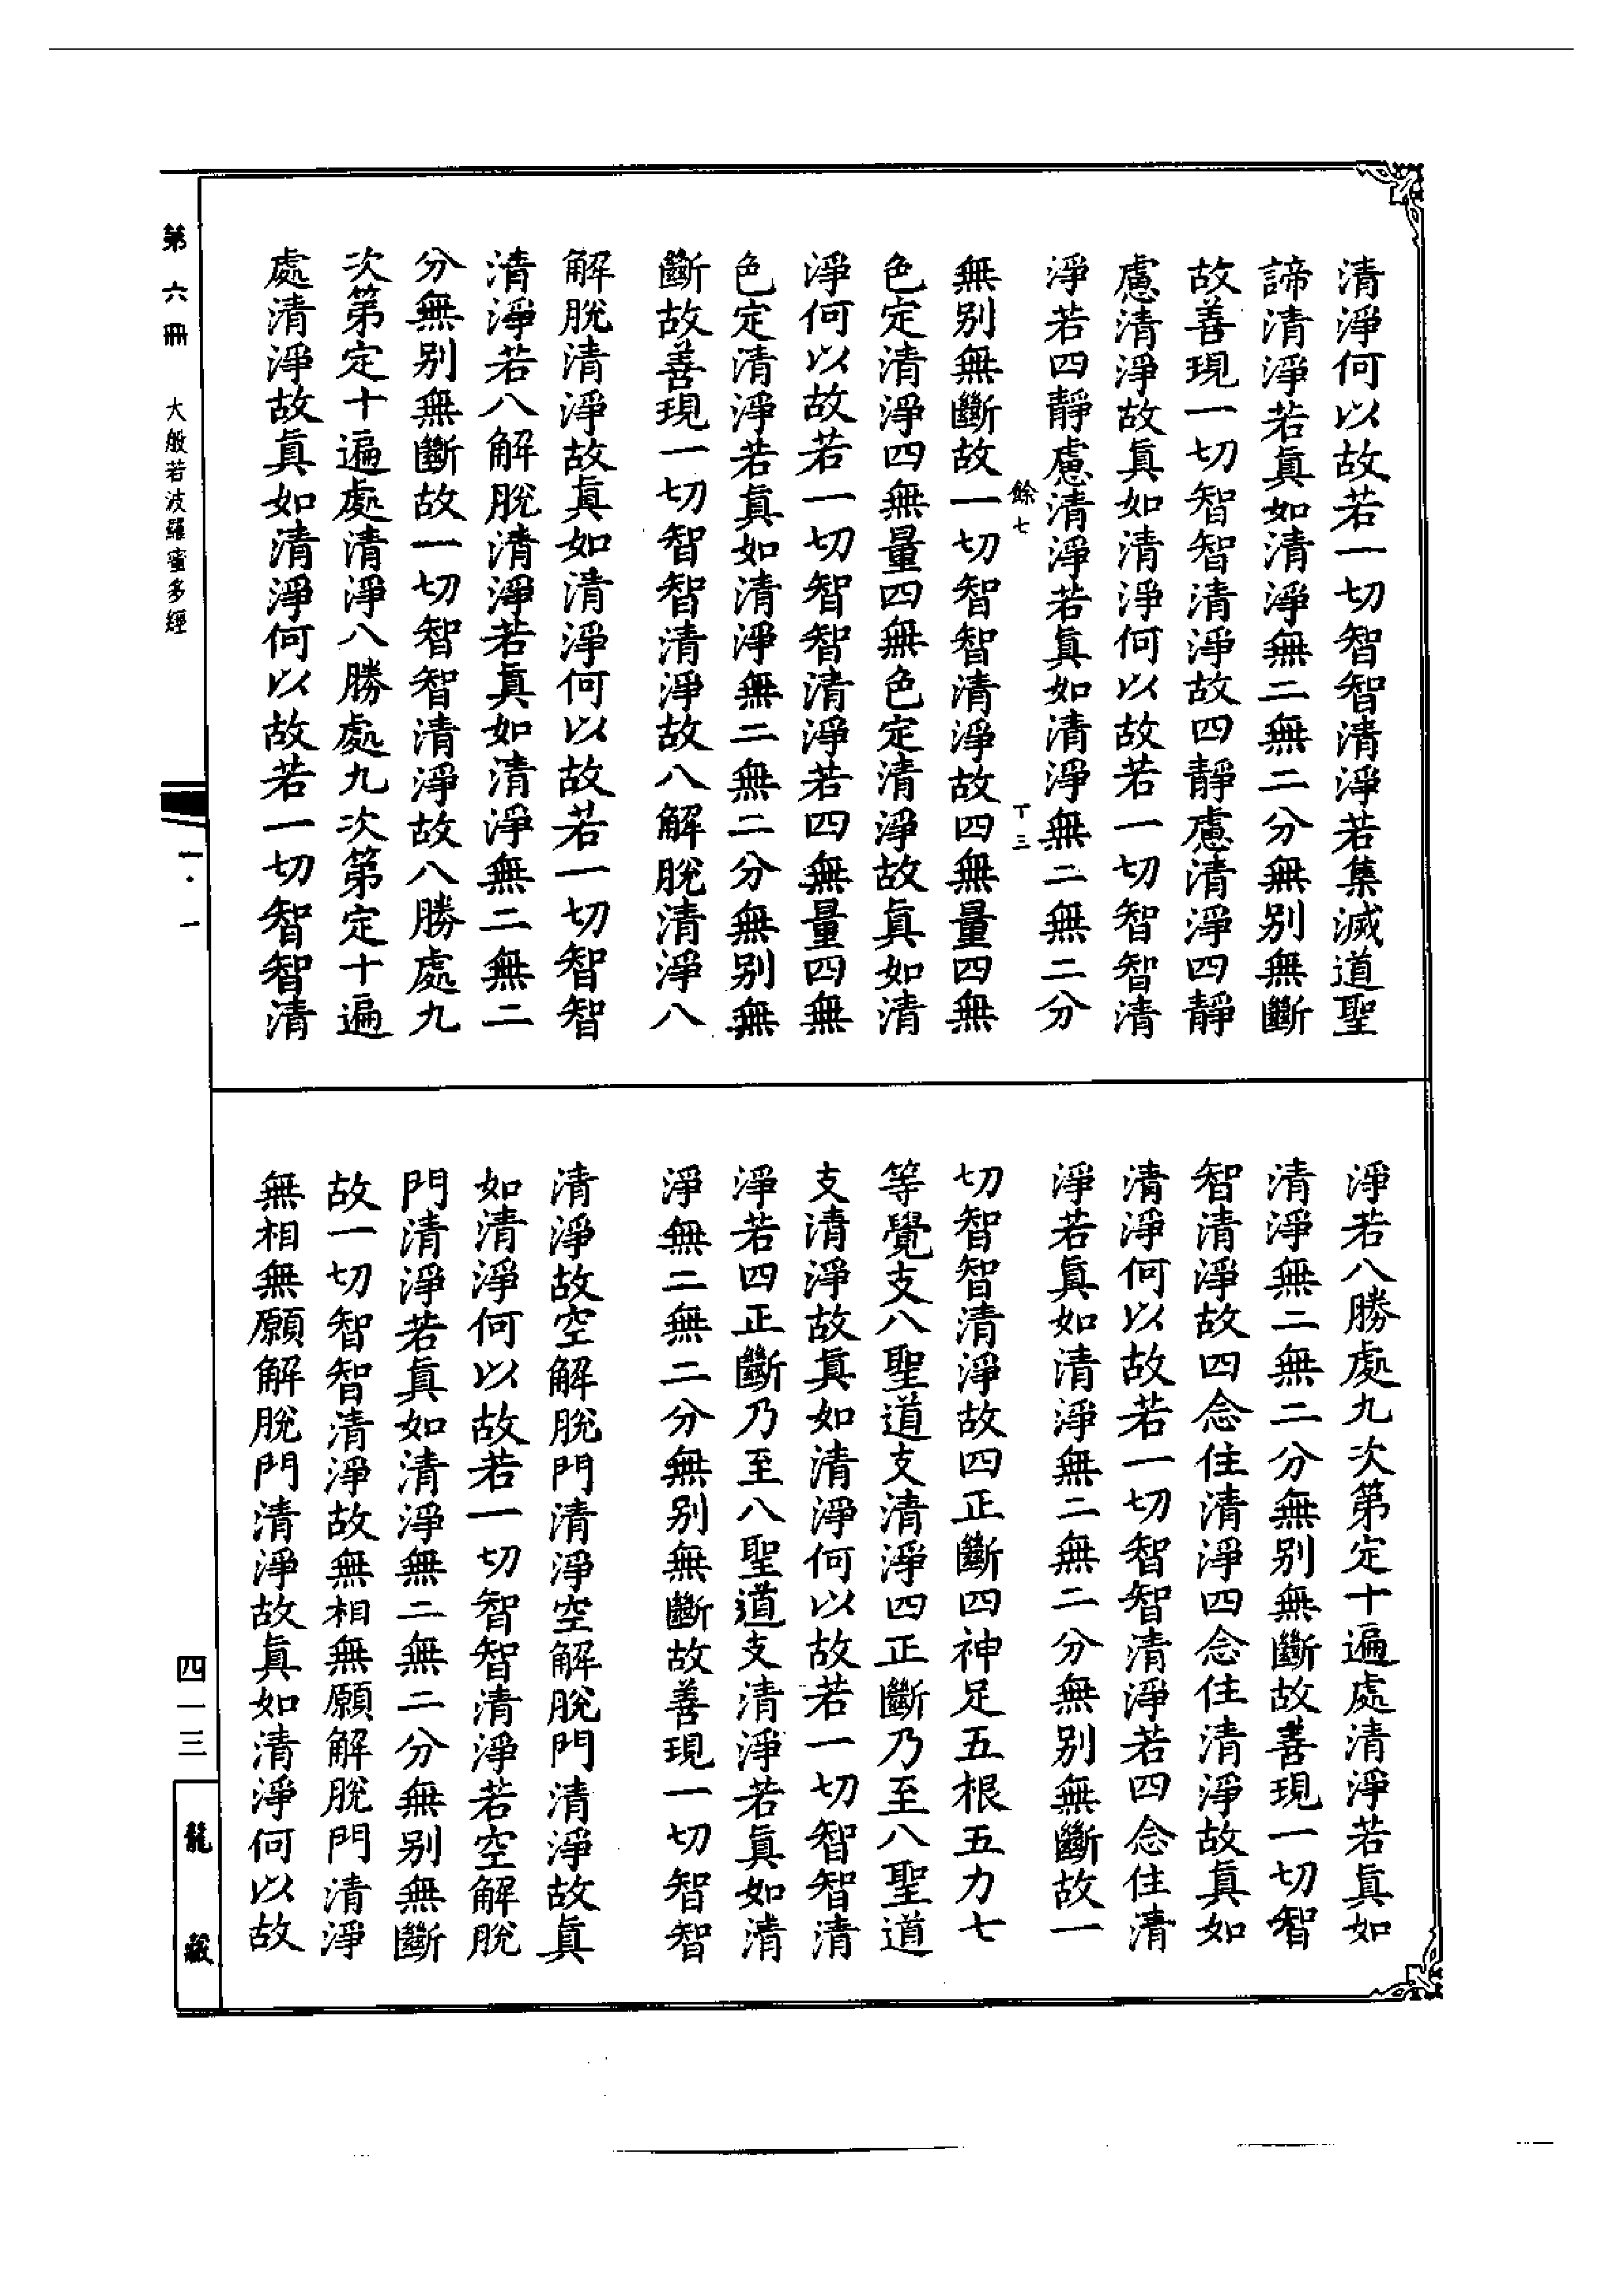 清淨何以故若一切智智清淨若集滅道聖
諦清淨若眞如清淨無二無二分無别無斷
故善現一切智智清淨故四靜慮清淨四靜
慮清淨故眞如清淨何以故若一切智智清
淨若四靜慮清淨若眞如清淨無二無二分
餘七
丁三
無别無斷故一切智智清淨故四無量四無
色定清淨四無量四無色定清淨故眞如清
淨何以故若一切智智清淨若四無量四無
色定清淨若眞如清淨無二無二分無别無
斷故善現一切智智清淨故八解脫清淨八
解脫清淨故眞如清淨何以故若一切智智
清淨若八解脫清淨若眞如清淨無二無二
分無别無斷故一切智智清淨故八勝處九
次第定十遍處清淨八勝處九次第定十遍
處清淨故眞如清淨何以故若一切智智清
淨若八勝處九次第定十遍處清淨若眞如
清淨無二無二分無别無斷故善現一切智
智清淨故四念住清淨四念住清淨故眞如
清淨何以故若一切智智清淨若四念住清
淨若眞如清淨無二無二分無别無斷故一
切智智清淨故四正斷四神足五根五力七
等覺支八聖道支清淨四正斷乃至八聖道
支清淨故眞如清淨何以故若一切智智清
淨若四正斷乃至八聖道支清淨若眞如清
淨無二無二分無别無斷故善現一切智智
清淨故空解脫門清淨空解脫門清淨故眞
如清淨何以故若一切智智清淨若空解脫
門清淨若眞如清淨無二無二分無别無斷
故一切智智清淨故無相無願解脫門清淨
無相無願解脫門清淨故眞如清淨何以故
第六冊 大般若波羅蜜多經
一·一
四一三
龍藏